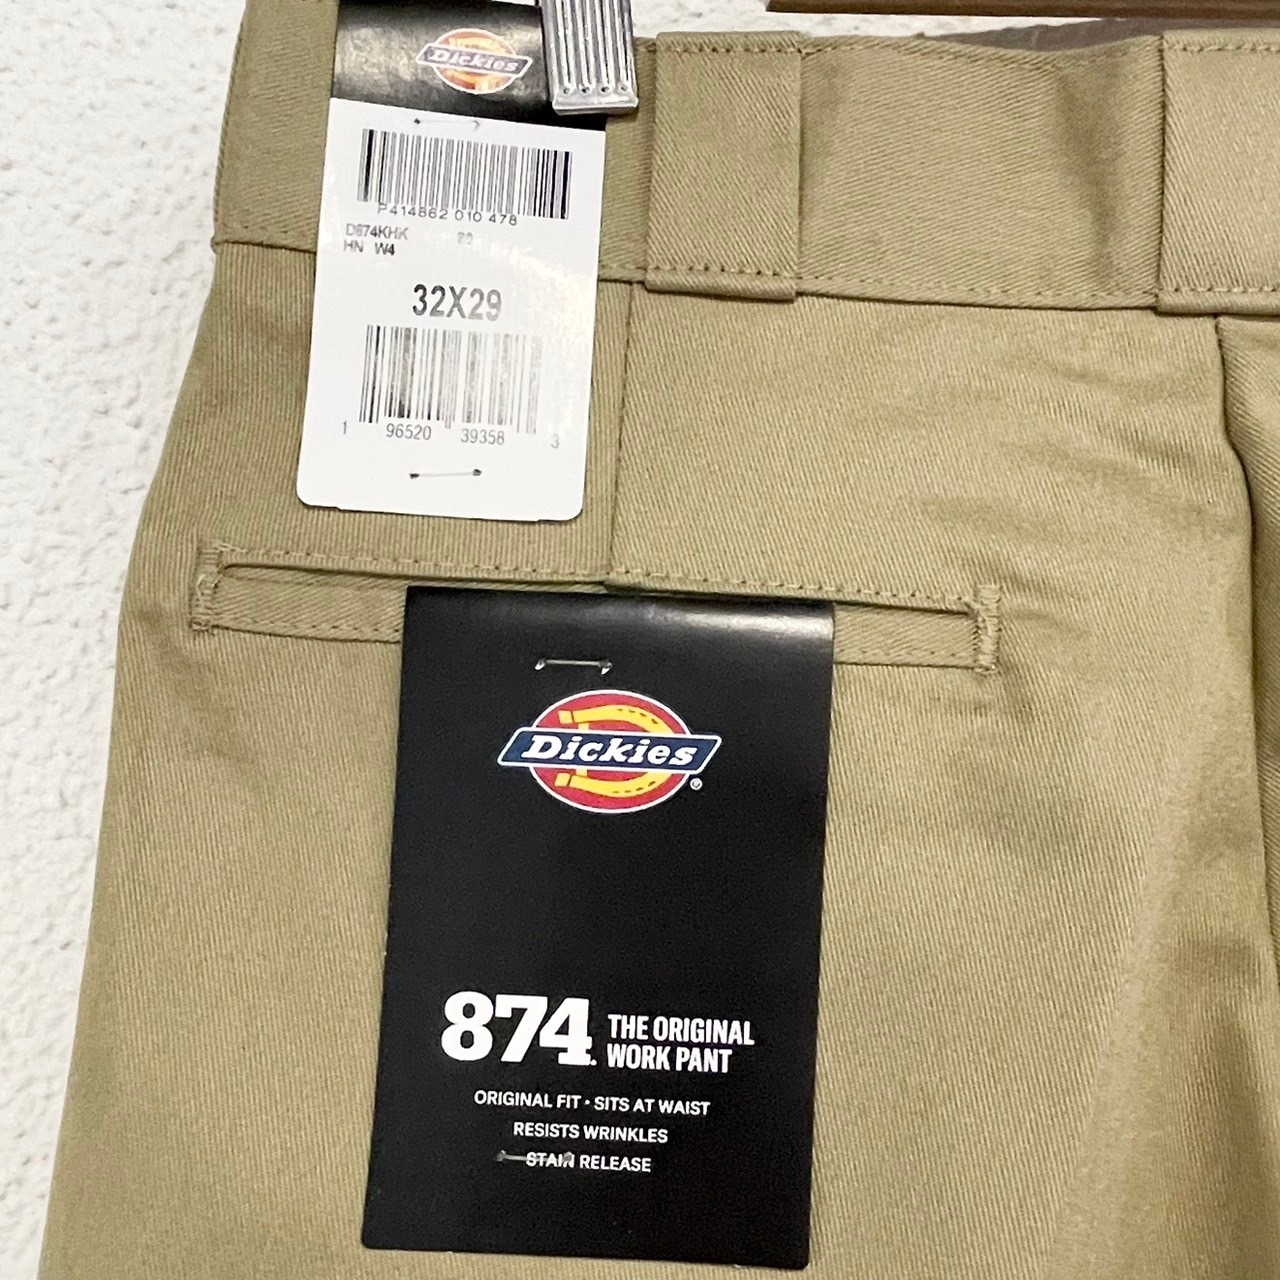 Dickies
P414862 010 478
D874KHK
HN W4
32X29
1 96520 39358 3
Dickies
®
874. THE ORIGINAL
WORK PANT
ORIGINAL FIT • SITS AT WAIST
RESISTS WRINKLES
STAIN RELEASE